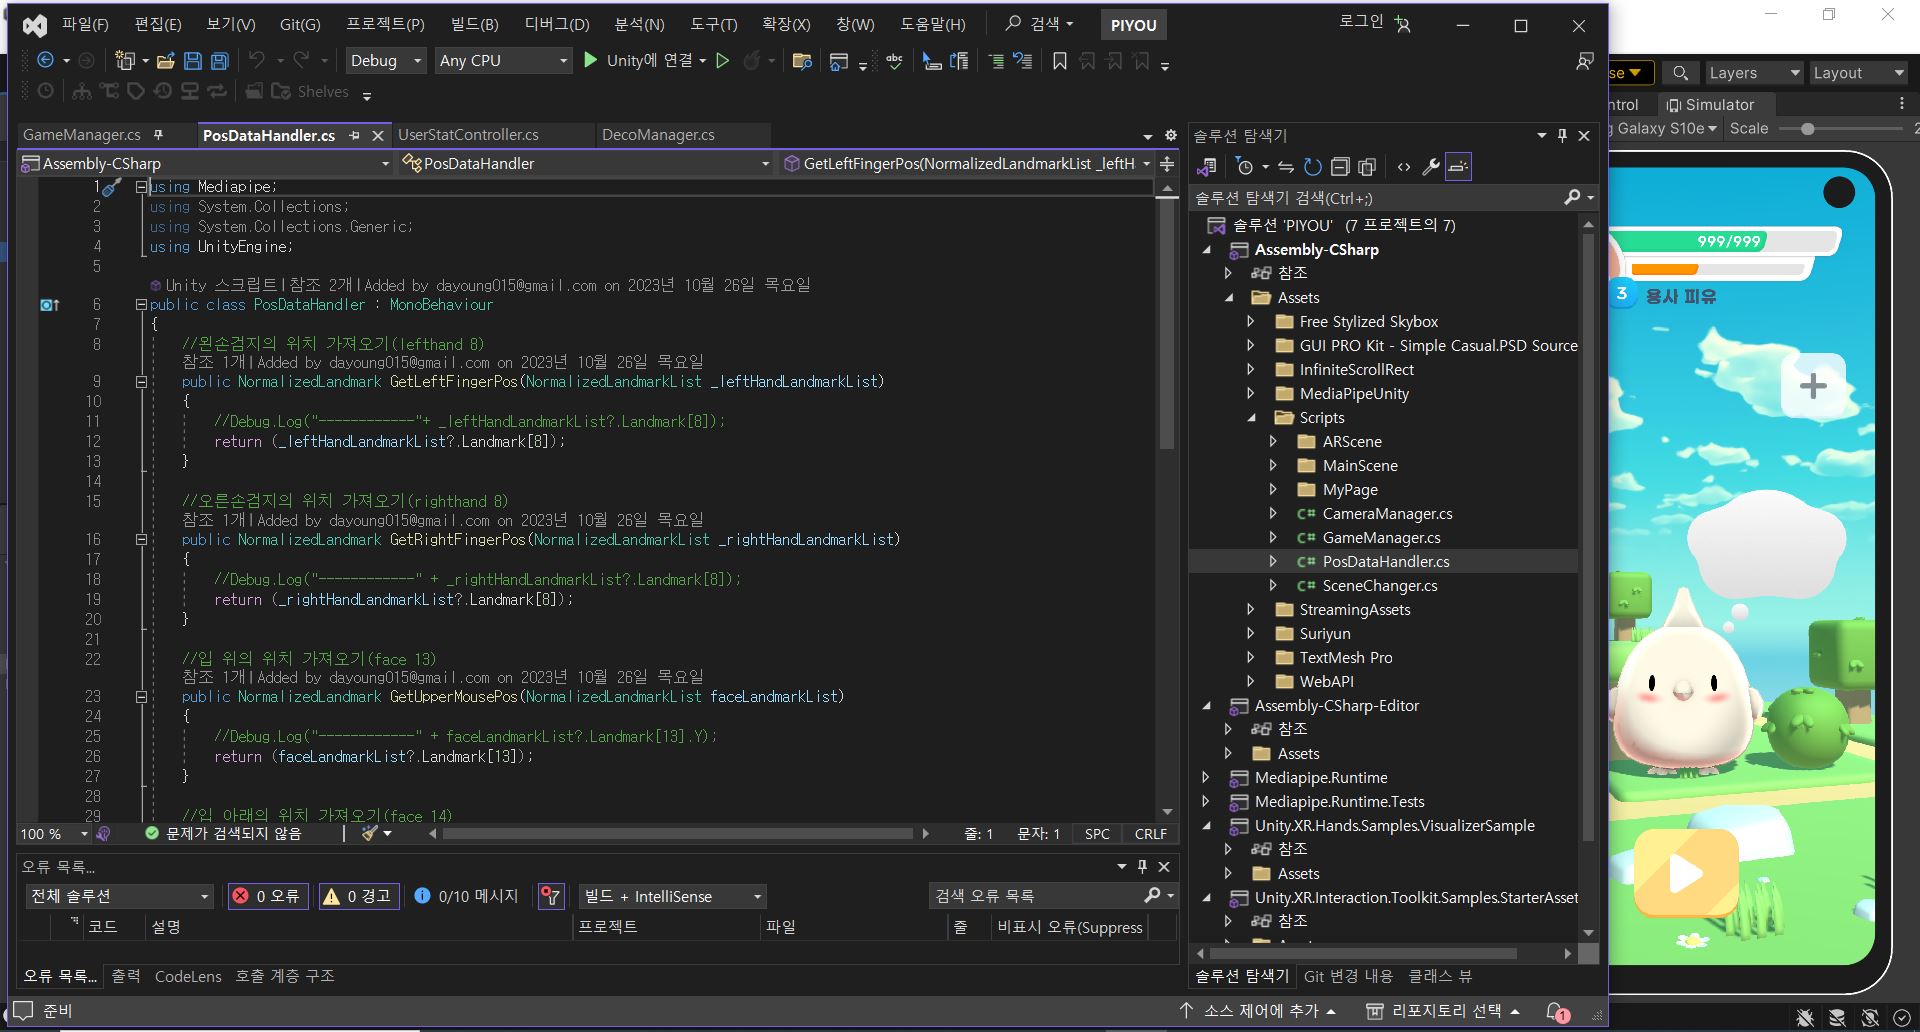 파일(F) 편집(E) 보기(V) Git(G) 프로젝트(P) 빌드(B) 디버그(D) 분석(N) 도구(T) 확장(X) 창(W) 도움말(H) 검색 PIYOU 로그인
Debug Any CPU Unity에 연결
Shelves
GameManager.cs PosDataHandler.cs UserStatController.cs DecoManager.cs
Assembly-CSharp PosDataHandler GetLeftFingerPos(NormalizedLandmarkList _leftH
1 using Mediapipe;
2 using System.Collections;
3 using System.Collections.Generic;
4 using UnityEngine;
5
Unity 스크립트|참조 2개|Added by dayoung015@gmail.com on 2023년 10월 26일 목요일
6 public class PosDataHandler : MonoBehaviour
7 {
8 //왼손검지의 위치 가져오기(lefthand 8)
참조 1개|Added by dayoung015@gmail.com on 2023년 10월 26일 목요일
9 public NormalizedLandmark GetLeftFingerPos(NormalizedLandmarkList _leftHandLandmarkList)
10 {
11 //Debug.Log("------------"+ _leftHandLandmarkList?.Landmark[8]);
12 return (_leftHandLandmarkList?.Landmark[8]);
13 }
14
15 //오른손검지의 위치 가져오기(righthand 8)
참조 1개|Added by dayoung015@gmail.com on 2023년 10월 26일 목요일
16 public NormalizedLandmark GetRightFingerPos(NormalizedLandmarkList _rightHandLandmarkList)
17 {
18 //Debug.Log("------------" + _rightHandLandmarkList?.Landmark[8]);
19 return (_rightHandLandmarkList?.Landmark[8]);
20 }
21
22 //입 위의 위치 가져오기(face 13)
참조 1개|Added by dayoung015@gmail.com on 2023년 10월 26일 목요일
23 public NormalizedLandmark GetUpperMousePos(NormalizedLandmarkList faceLandmarkList)
24 {
25 //Debug.Log("------------" + faceLandmarkList?.Landmark[13].Y);
26 return (faceLandmarkList?.Landmark[13]);
27 }
28
29 //입 아래의 위치 가져오기(face 14)
100 % 문제가 검색되지 않음 줄: 1 문자: 1 SPC CRLF
오류 목록...
전체 솔루션 0 오류 0 경고 0/10 메시지 빌드 + IntelliSense 검색 오류 목록
코드 설명 프로젝트 파일 줄 비표시 오류(Suppress
오류 목록... 출력 CodeLens 호출 계층 구조
준비 소스 제어에 추가 리포지토리 선택 1
솔루션 탐색기
솔루션 탐색기 검색(Ctrl+;)
솔루션 'PIYOU' (7 프로젝트의 7)
Assembly-CSharp
참조
Assets
Free Stylized Skybox
GUI PRO Kit - Simple Casual.PSD Source
InfiniteScrollRect
MediaPipeUnity
Scripts
ARScene
MainScene
MyPage
C# CameraManager.cs
C# GameManager.cs
C# PosDataHandler.cs
C# SceneChanger.cs
StreamingAssets
Suriyun
TextMesh Pro
WebAPI
Assembly-CSharp-Editor
참조
Assets
Mediapipe.Runtime
Mediapipe.Runtime.Tests
Unity.XR.Hands.Samples.VisualizerSample
참조
Assets
Unity.XR.Interaction.Toolkit.Samples.StarterAsset
참조
솔루션 탐색기 Git 변경 내용 클래스 뷰
se Layers Layout
ntrol Simulator
g Galaxy S10e Scale 2
999/999
3 용사 피유